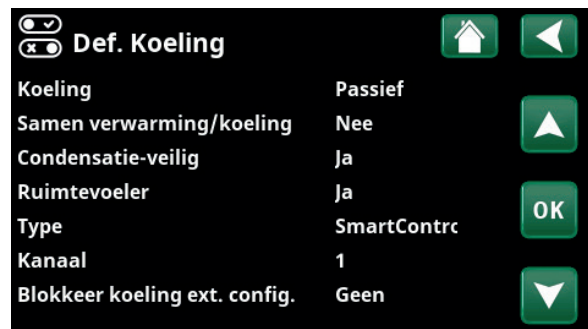 Def. Koeling
Koeling Passief
Samen verwarming/koeling Nee
Condensatie-veilig Ja
Ruimtevoeler Ja
OK
Type SmartContrc
Kanaal 1
Blokkeer koeling ext. config. Geen